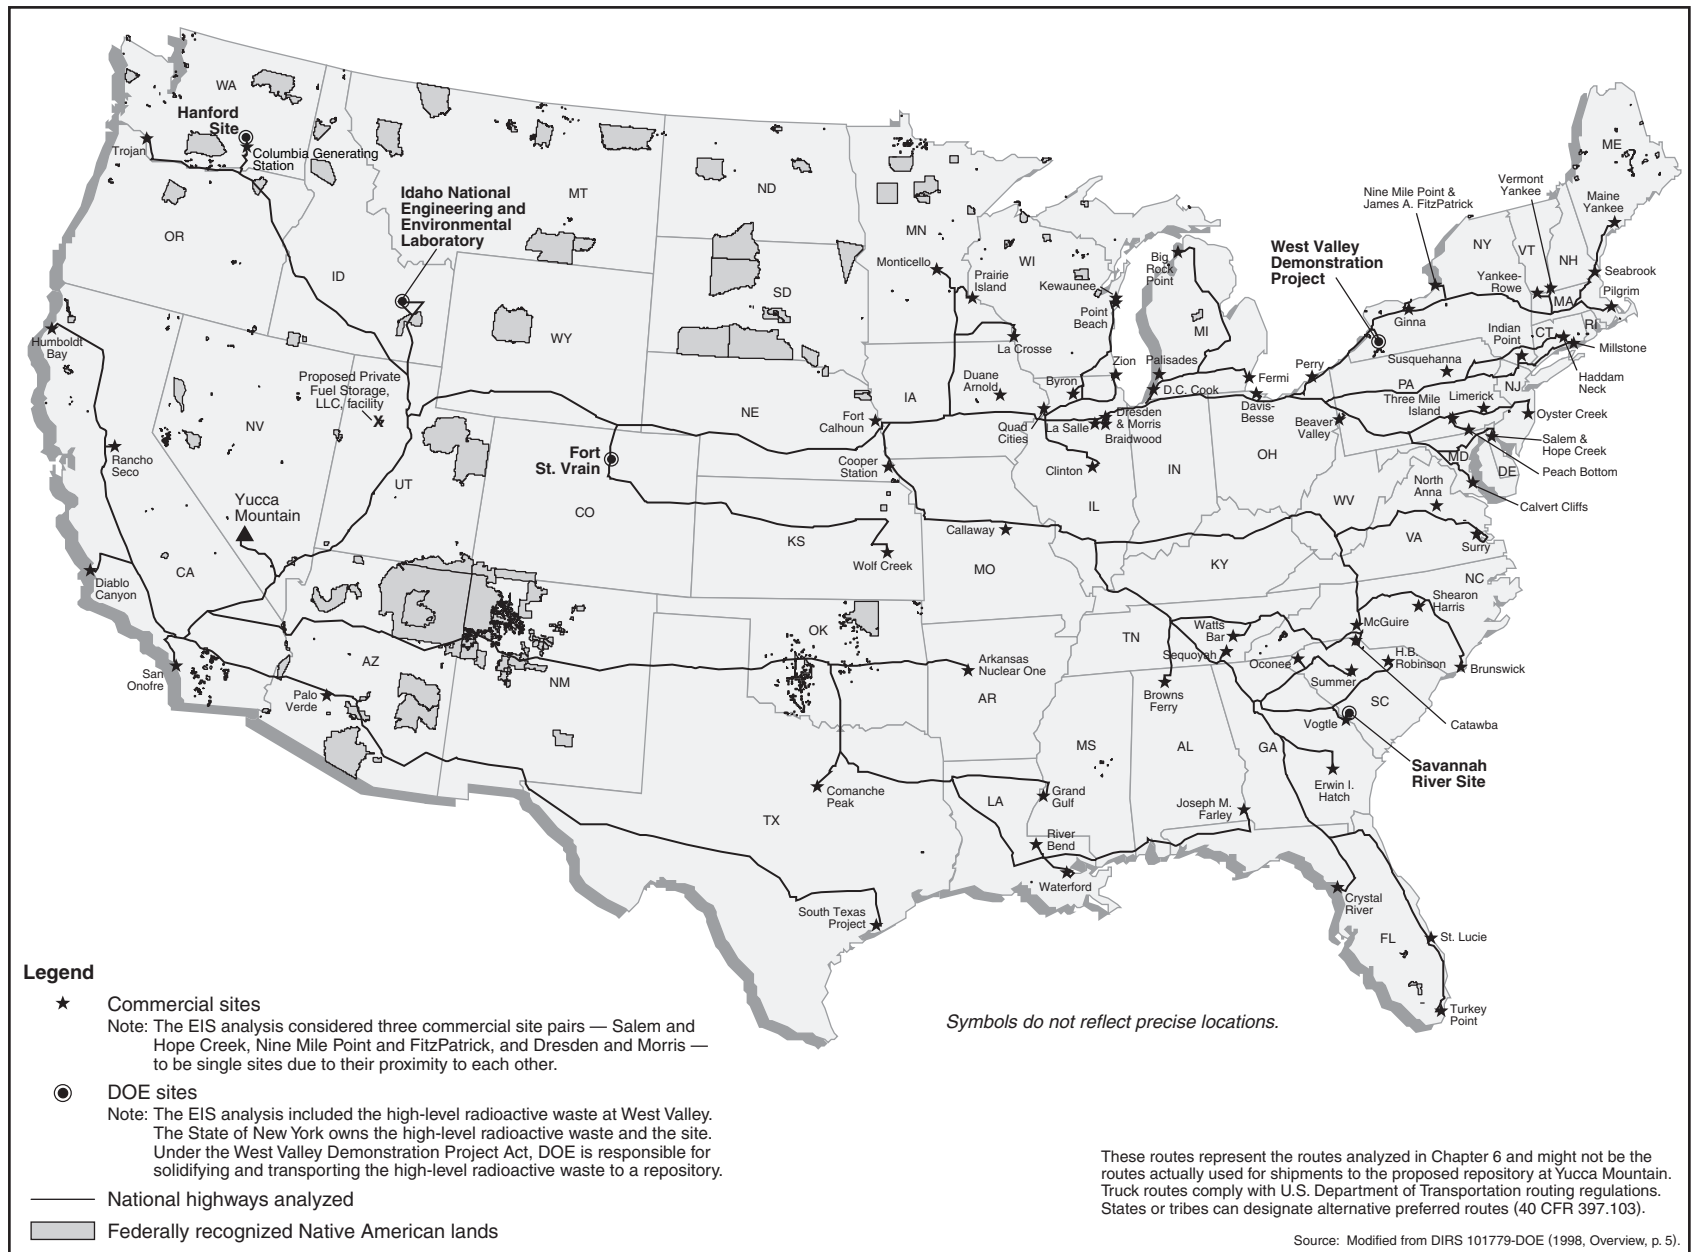 WA
Hanford
Site
Trojan
Columbia Generating
Station
Idaho National
Engineering and
Environmental
Laboratory
MT
ND
MN
OR
ID
SD
WY
Monticello
Prairie
Island
WI
Kewaunee
Point
Beach
Big
Rock
Point
MI
La Crosse
West Valley
Demonstration
Project
Nine Mile Point &
James A. FitzPatrick
Vermont
Yankee
ME
Maine
Yankee
NY
VT
NH
Yankee-
Rowe
MA
Seabrook
Pilgrim
Ginna
Indian
Point
CT
RI
Millstone
Haddam
Neck
Susquehanna
PA
NJ
Three Mile
Island
Limerick
Oyster Creek
Salem &
Hope Creek
Peach Bottom
MD
DE
Calvert Cliffs
Humboldt
Bay
Proposed Private
Fuel Storage,
LLC, facility
NV
Rancho
Seco
Yucca
Mountain
UT
CA
Diablo
Canyon
San
Onofre
Palo
Verde
AZ
NM
Fort
St. Vrain
CO
NE
KS
Fort
Calhoun
IA
Duane
Arnold
Byron
Zion
Palisades
D.C. Cook
Fermi
Davis-
Besse
Perry
Beaver
Valley
Quad
Cities
La Salle
Dresden
& Morris
Braidwood
Cooper
Station
Clinton
IL
IN
OH
WV
North
Anna
VA
Surry
Callaway
Wolf Creek
MO
KY
NC
Shearon
Harris
McGuire
OK
Arkansas
Nuclear One
AR
TN
Watts
Bar
Sequoyah
Oconee
H.B.
Robinson
Brunswick
Summer
SC
Catawba
Browns
Ferry
Vogtle
Savannah
River Site
MS
AL
GA
Erwin I.
Hatch
Comanche
Peak
TX
LA
Grand
Gulf
River
Bend
Waterford
Joseph M.
Farley
South Texas
Project
Crystal
River
FL
St. Lucie
Turkey
Point
Symbols do not reflect precise locations.
Legend
Commercial sites
Note: The EIS analysis considered three commercial site pairs — Salem and
Hope Creek, Nine Mile Point and FitzPatrick, and Dresden and Morris —
to be single sites due to their proximity to each other.
DOE sites
Note: The EIS analysis included the high-level radioactive waste at West Valley.
The State of New York owns the high-level radioactive waste and the site.
Under the West Valley Demonstration Project Act, DOE is responsible for
solidifying and transporting the high-level radioactive waste to a repository.
National highways analyzed
Federally recognized Native American lands
These routes represent the routes analyzed in Chapter 6 and might not be the
routes actually used for shipments to the proposed repository at Yucca Mountain.
Truck routes comply with U.S. Department of Transportation routing regulations.
States or tribes can designate alternative preferred routes (40 CFR 397.103).
Source: Modified from DIRS 101779-DOE (1998, Overview, p. 5).